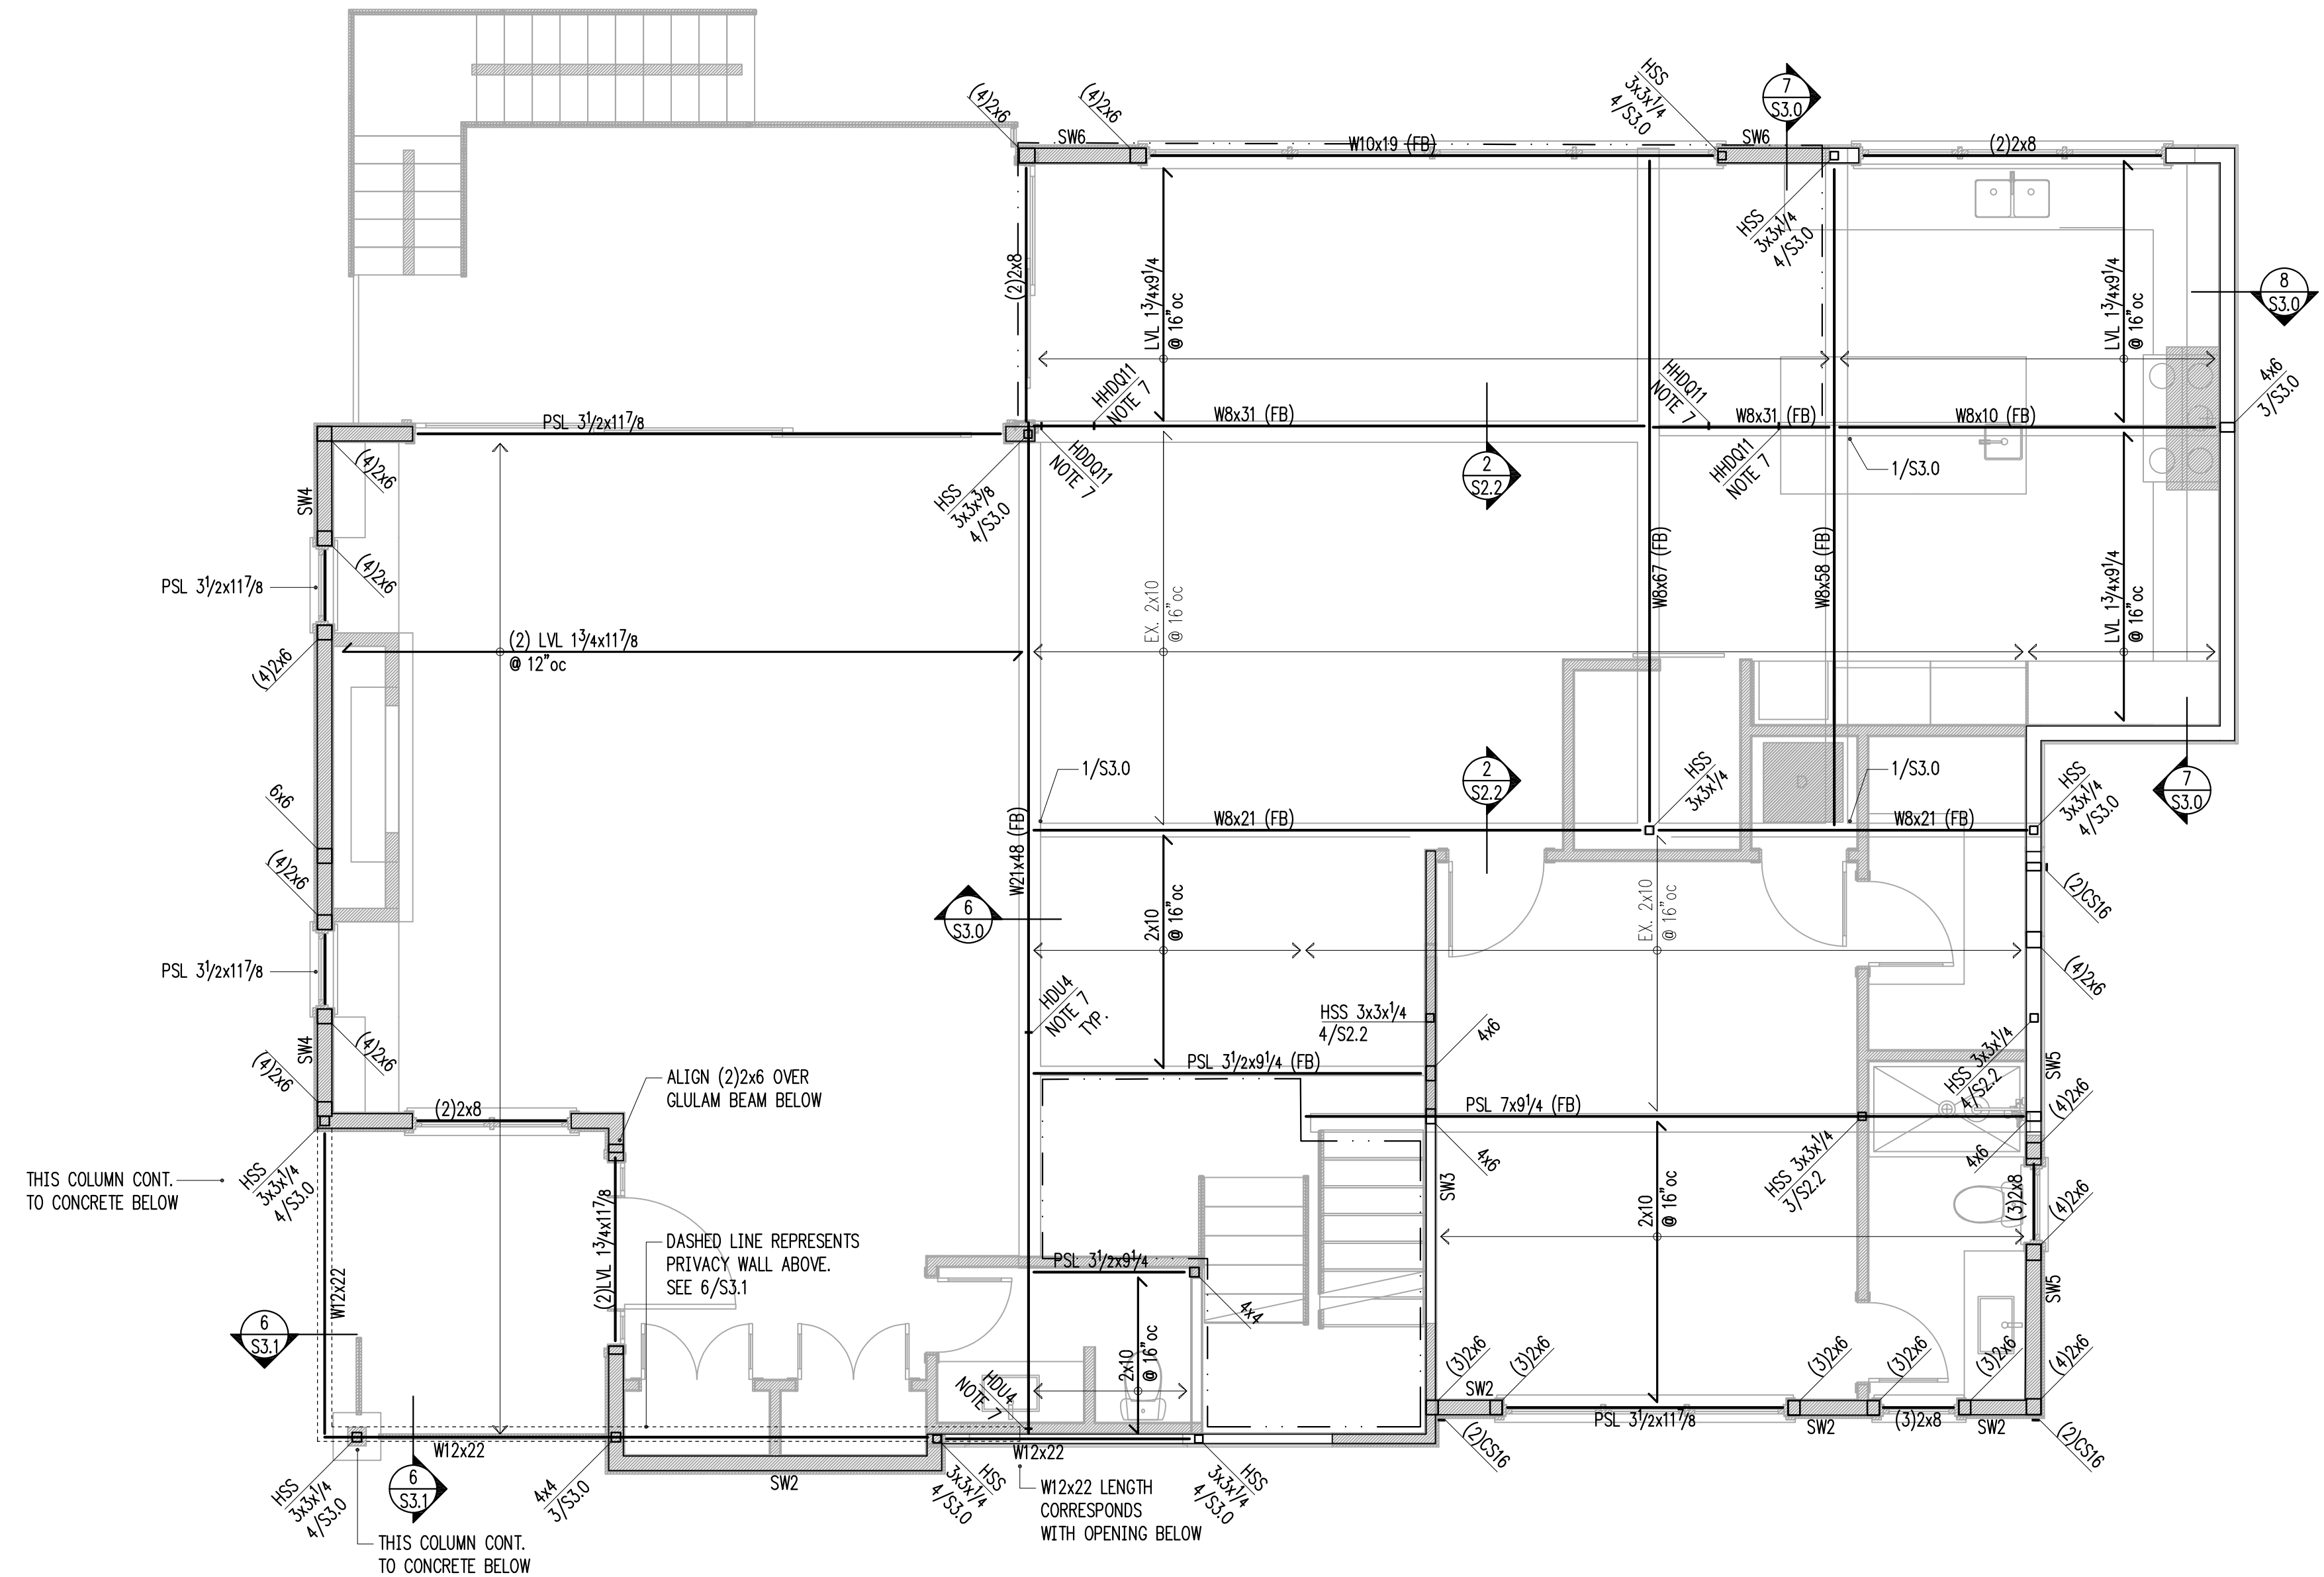 HSS
3x3x1/4
4/S3.0
7
S3.0
(4)2x6
(4)2x6
SW6
W10x19 (FB)
SW6
(2)2x8
HSS
3x3x1/4
4/S3.0
(2)2x8
LVL 1 3/4x9 1/4
@ 16"oc
LVL 1 3/4x9 1/4
@ 16"oc
8
S3.0
4x6
3/S3.0
HHDQ11
NOTE 7
HHDQ11
NOTE 7
PSL 3 1/2x11 7/8
W8x31 (FB)
W8x31 (FB)
W8x10 (FB)
(4)2x6
HDDQ11
NOTE 7
2
S2.2
HHDQ11
NOTE 7
1/S3.0
SW4
HSS
3x3x3/8
4/S3.0
(4)2x6
PSL 3 1/2x11 7/8
EX. 2x10
@ 16"oc
W8x67 (FB)
W8x58 (FB)
LVL 1 3/4x9 1/4
@ 16"oc
(2) LVL 1 3/4x11 7/8
@ 12"oc
(4)2x6
1/S3.0
2
S2.2
HSS
3x3x1/4
D
1/S3.0
HSS
3x3x1/4
4/S3.0
7
S3.0
6x6
W21x48 (FB)
W8x21 (FB)
W8x21 (FB)
(4)2x6
6
S3.0
2x10
@ 16"oc
EX. 2x10
@ 16"oc
(2)CS16
PSL 3 1/2x11 7/8
(4)2x6
HDU4
NOTE 7
TYP.
HSS 3x3x1/4
4/S2.2
4x6
SW4
(4)2x6
(4)2x6
PSL 3 1/2x9 1/4 (FB)
HSS 3x3x1/4
4/S2.2
SW5
ALIGN (2)2x6 OVER
GLULAM BEAM BELOW
(2)2x8
PSL 7x9 1/4 (FB)
(4)2x6
4x6
4x6
HSS 3x3x1/4
3/S2.2
THIS COLUMN CONT.
TO CONCRETE BELOW
HSS
3x3x1/4
4/S3.0
(2)LVL 1 3/4x11 7/8
SW3
2x10
@ 16"oc
(3)2x8
(4)2x6
DASHED LINE REPRESENTS
PRIVACY WALL ABOVE.
SEE 6/S3.1
PSL 3 1/2x9 1/4
W12x22
4x4
SW5
6
S3.1
2x10
@ 16"oc
HDU4
NOTE 7
(3)2x6
(3)2x6
(3)2x6
(3)2x6
(3)2x6
(4)2x6
SW2
PSL 3 1/2x11 7/8
SW2
(3)2x8
SW2
W12x22
W12x22
(2)CS16
(2)CS16
HSS
3x3x1/4
4/S3.0
6
S3.1
4x4
3/S3.0
SW2
HSS
3x3x1/4
4/S3.0
W12x22 LENGTH
CORRESPONDS
WITH OPENING BELOW
HSS
3x3x1/4
4/S3.0
THIS COLUMN CONT.
TO CONCRETE BELOW